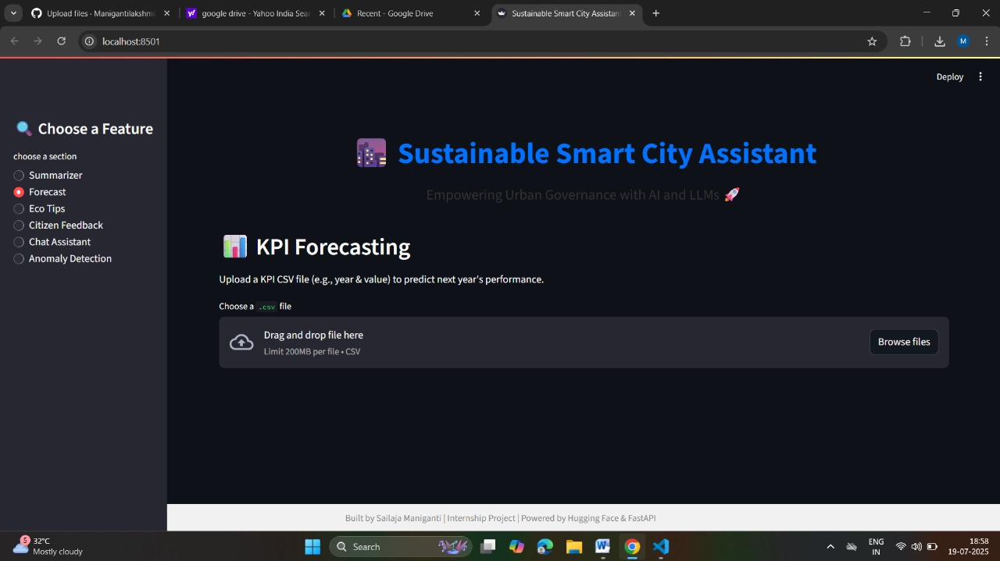 Upload files · Manigantilakshm
google drive - Yahoo India Sear
Recent - Google Drive
Sustainable Smart City Assistant
localhost:8501
M
Deploy
Choose a Feature
choose a section
Summarizer
Forecast
Eco Tips
Citizen Feedback
Chat Assistant
Anomaly Detection
Sustainable Smart City Assistant
Empowering Urban Governance with AI and LLMs
KPI Forecasting
Upload a KPI CSV file (e.g., year & value) to predict next year's performance.
Choose a .csv file
Drag and drop file here
Limit 200MB per file • CSV
Browse files
Built by Sailaja Maniganti | Internship Project | Powered by Hugging Face & FastAPI
5
32°C
Mostly cloudy
Search
ENG
IN
18:58
19-07-2025